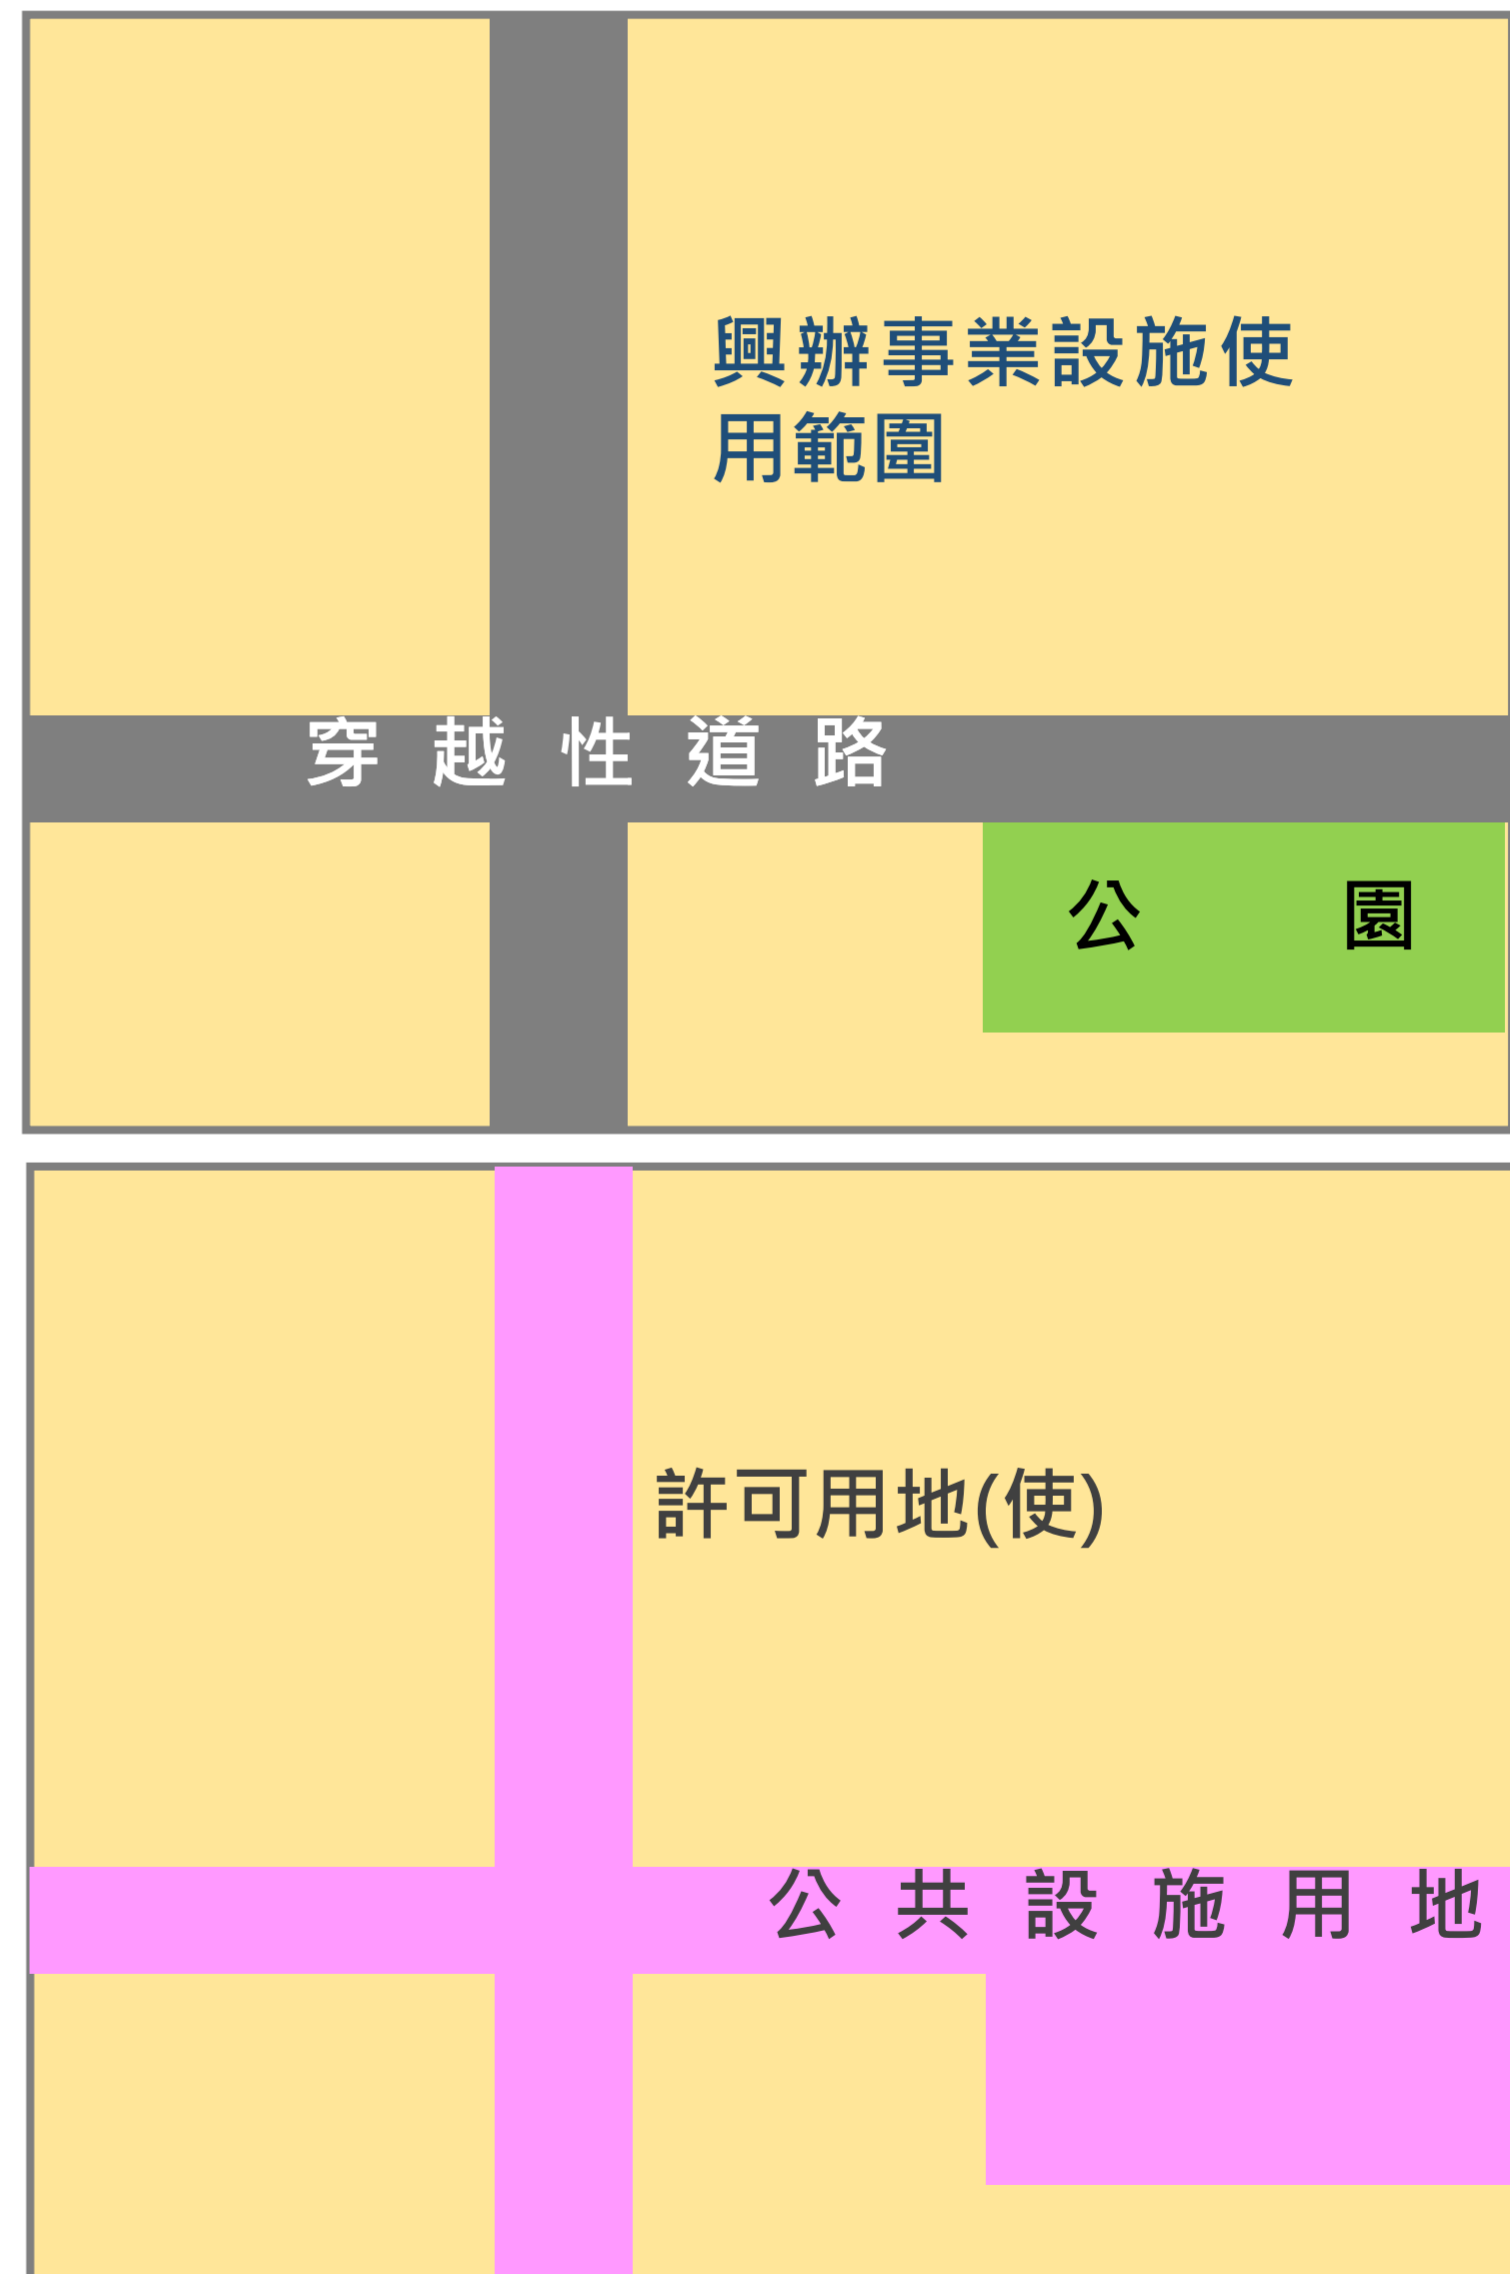 興辦事業設施使
用範圍
穿越性道路
公園
許可用地(使)
公共設施用地